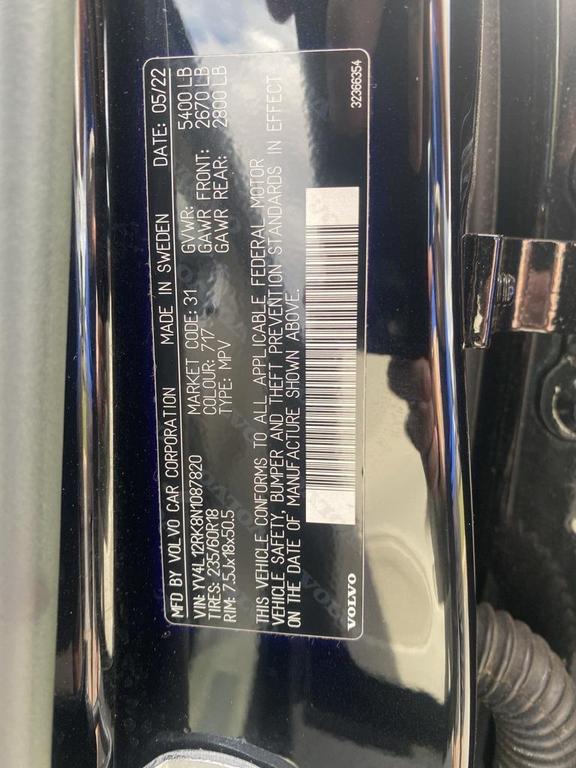 MFD BY VOLVO CAR CORPORATION MADE IN SWEDEN DATE: 05/22
VIN: YV4L12RK8N1087820 MARKET CODE: 31 GVWR: 5400 LB
TIRES: 235/60R18 COLOUR: 717 GAWR FRONT: 2670 LB
RIM: 7.5Jx18x50.5 TYPE: MPV GAWR REAR: 2800 LB
THIS VEHICLE CONFORMS TO ALL APPLICABLE FEDERAL MOTOR
VEHICLE SAFETY, BUMPER AND THEFT PREVENTION STANDARDS IN EFFECT
ON THE DATE OF MANUFACTURE SHOWN ABOVE.
VOLVO 32366354